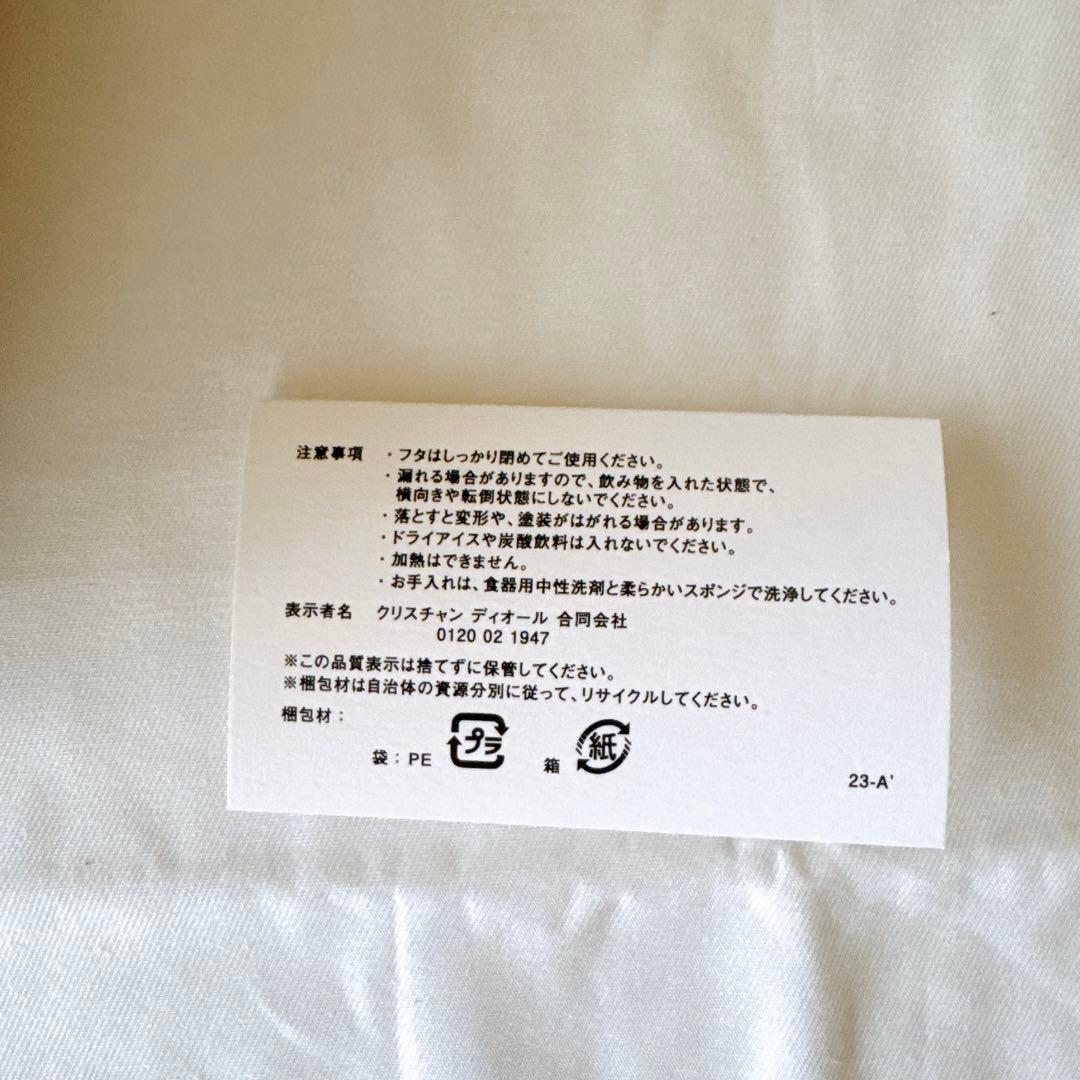 注意事項 ・フタはしっかり閉めてご使用ください。
・漏れる場合がありますので、飲み物を入れた状態で、
横向きや転倒状態にしないでください。
・落とすと変形や、塗装がはがれる場合があります。
・ドライアイスや炭酸飲料は入れないでください。
・加熱はできません。
・お手入れは、食器用中性洗剤と柔らかいスポンジで洗浄してください。
表示者名 クリスチャン ディオール 合同会社
0120 02 1947
※この品質表示は捨てずに保管してください。
※梱包材は自治体の資源分別に従って、リサイクルしてください。
梱包材：
袋：PE プラ 箱 紙
23-A'